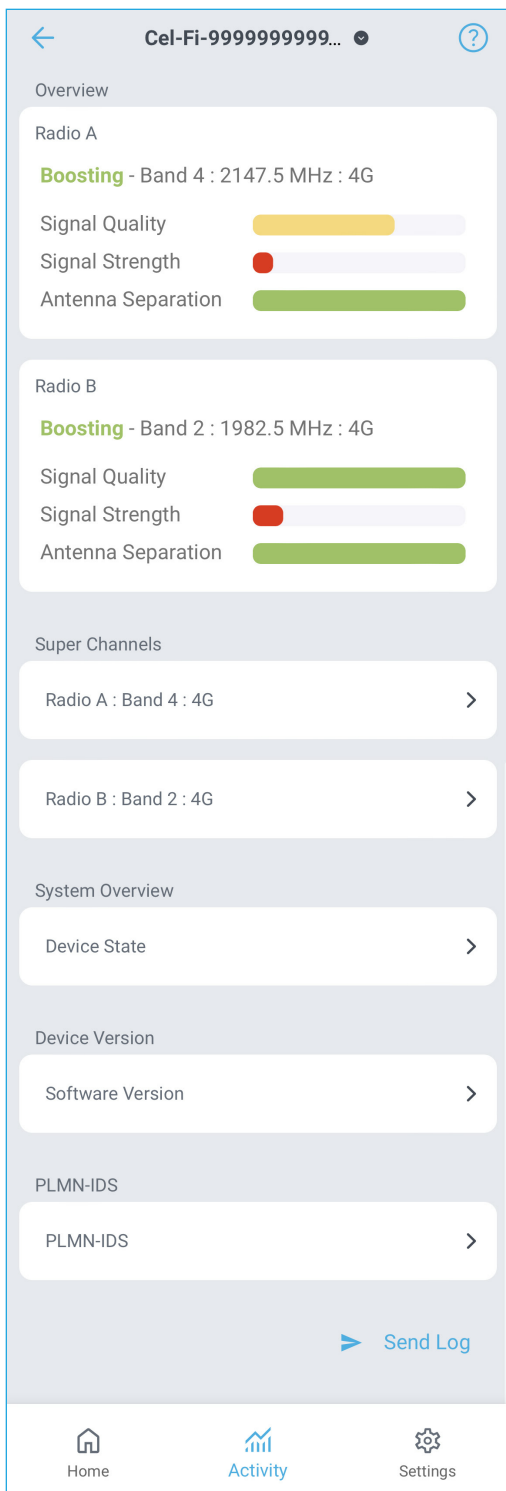 Cel-Fi-9999999999...
Overview
Radio A
Boosting - Band 4 : 2147.5 MHz : 4G
Signal Quality
Signal Strength
Antenna Separation
Radio B
Boosting - Band 2 : 1982.5 MHz : 4G
Signal Quality
Signal Strength
Antenna Separation
Super Channels
Radio A : Band 4 : 4G
Radio B : Band 2 : 4G
System Overview
Device State
Device Version
Software Version
PLMN-IDS
PLMN-IDS
Send Log
Home Activity Settings